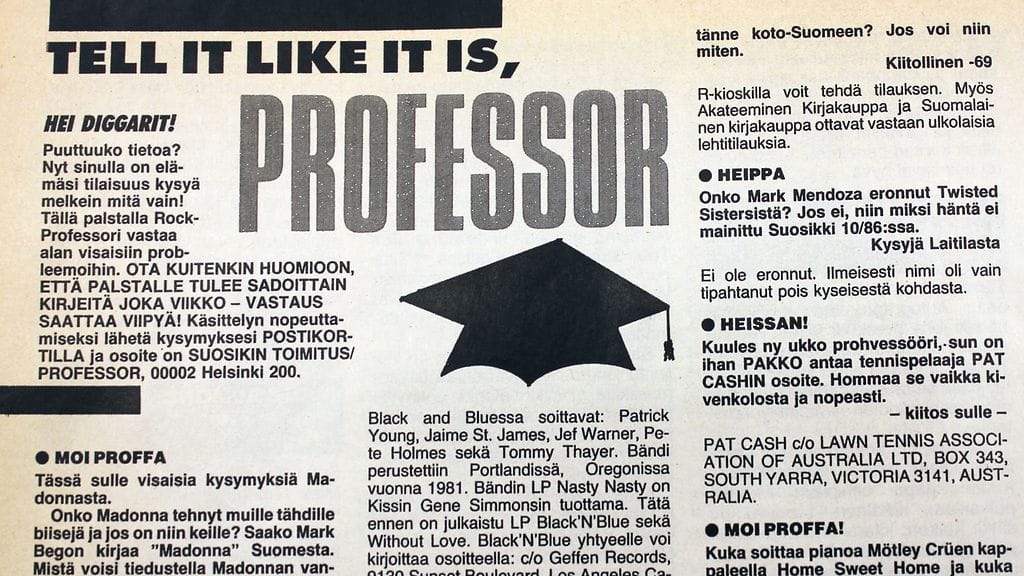 TELL IT LIKE IT IS,
PROFESSOR
HEI DIGGARIT!
Puuttuuko tietoa?
Nyt sinulla on elä-
mäsi tilaisuus kysyä
melkein mitä vain!
Tällä palstalla Rock-
Professori vastaa
alan visaisiin prob-
leemoihin. OTA KUITENKIN HUOMIOON,
ETTÄ PALSTALLE TULEE SADOITTAIN
KIRJEITÄ JOKA VIIKKO – VASTAUS
SAATTAA VIIPYÄ! Käsittelyn nopeutta-
miseksi lähetä kysymyksesi POSTIKOR-
TILLA ja osoite on SUOSIKIN TOIMITUS/
PROFESSOR, 00002 Helsinki 200.
● MOI PROFFA
Tässä sulle visaisia kysymyksiä Ma-
donnasta.
Onko Madonna tehnyt muille tähdille
biisejä ja jos on niin keille? Saako Mark
Begon kirjaa ”Madonna” Suomesta.
Mistä voisi tiedustella Madonnan van-
Black and Bluessa soittavat: Patrick
Young, Jaime St. James, Jef Warner, Pe-
te Holmes sekä Tommy Thayer. Bändi
perustettiin Portlandissä, Oregonissa
vuonna 1981. Bändin LP Nasty Nasty on
Kissin Gene Simmonsin tuottama. Tätä
ennen on julkaistu LP Black'N'Blue sekä
Without Love. Black'N'Blue yhtyeelle voi
kirjoittaa osoitteella: c/o Geffen Records,
9130 Sunset Boulevard, Los Angeles Ca-
tänne koto-Suomeen? Jos voi niin
miten.
Kiitollinen -69
R-kioskilla voit tehdä tilauksen. Myös
Akateeminen Kirjakauppa ja Suomalai-
nen kirjakauppa ottavat vastaan ulkolaisia
lehtitilauksia.
● HEIPPA
Onko Mark Mendoza eronnut Twisted
Sistersistä? Jos ei, niin miksi häntä ei
mainittu Suosikki 10/86:ssa.
Kysyjä Laitilasta
Ei ole eronnut. Ilmeisesti nimi oli vain
tipahtanut pois kyseisestä kohdasta.
● HEISSAN!
Kuules ny ukko prohvessööri, sun on
ihan PAKKO antaa tennispelaaja PAT
CASHIN osoite. Hommaa se vaikka ki-
venkolosta ja nopeasti.
– kiitos sulle –
PAT CASH c/o LAWN TENNIS ASSOCI-
ATION OF AUSTRALIA LTD, BOX 343,
SOUTH YARRA, VICTORIA 3141, AUST-
RALIA.
● MOI PROFFA!
Kuka soittaa pianoa Mötley Crüen kap-
paleella Home Sweet Home ja kuka